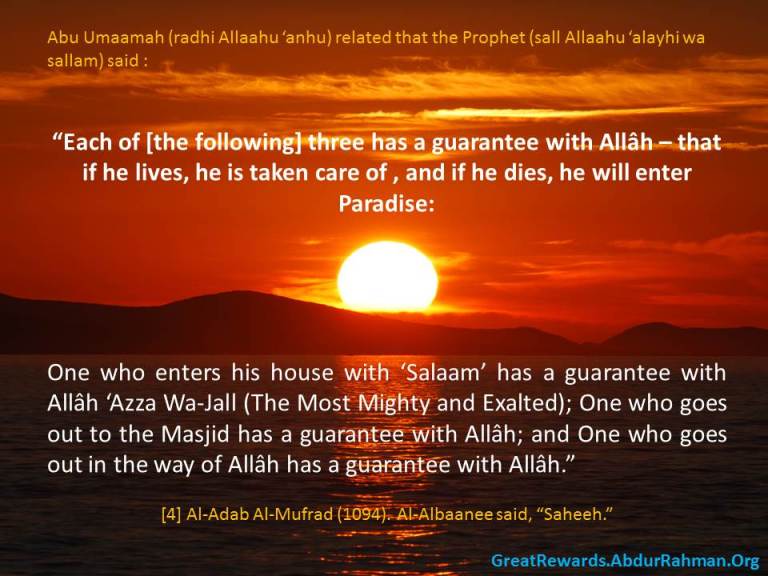 Abu Umaamah (radhi Allaahu ‘anhu) related that the Prophet (sall Allaahu ‘alayhi wa
sallam) said :
“Each of [the following] three has a guarantee with Allâh – that
if he lives, he is taken care of , and if he dies, he will enter
Paradise:
One who enters his house with ‘Salaam’ has a guarantee with
Allâh ‘Azza Wa-Jall (The Most Mighty and Exalted); One who goes
out to the Masjid has a guarantee with Allâh; and One who goes
out in the way of Allâh has a guarantee with Allâh.”
[4] Al-Adab Al-Mufrad (1094). Al-Albaanee said, “Saheeh.”
GreatRewards.AbdurRahman.Org